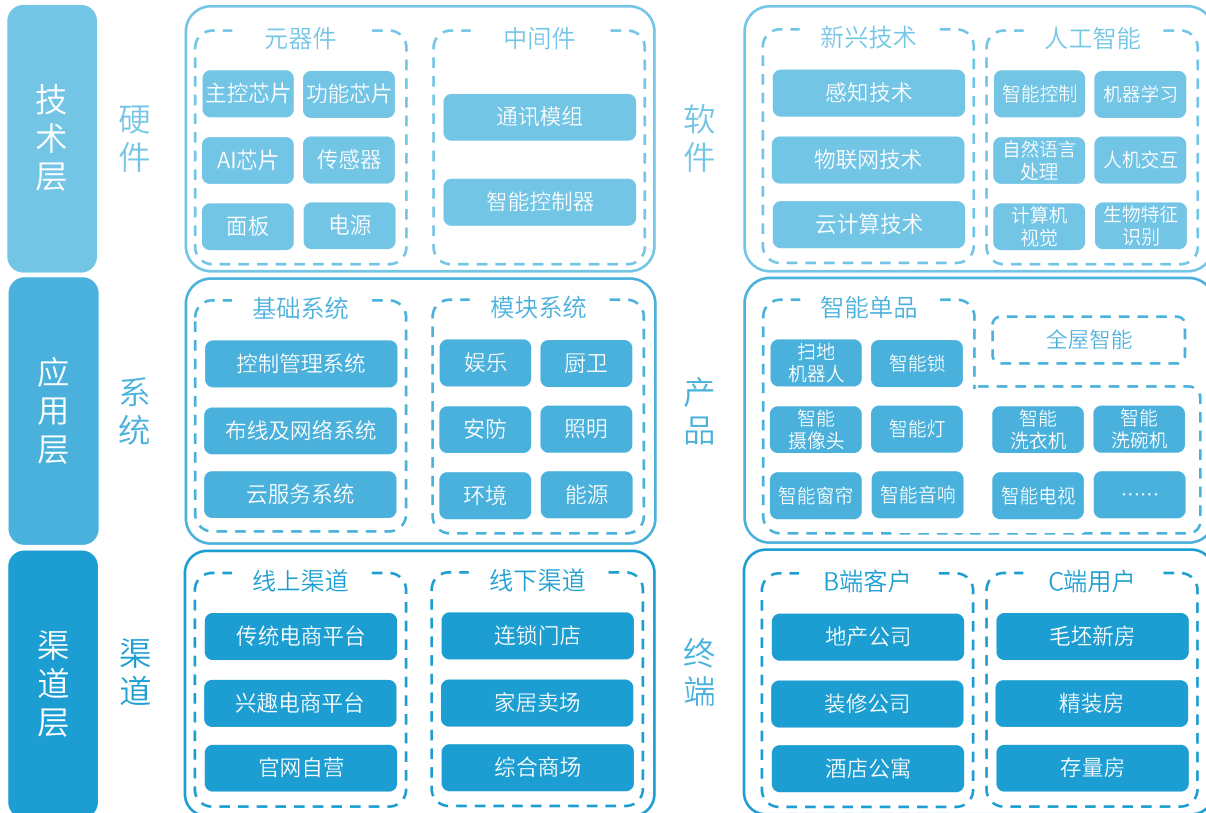 技术层
硬件
元器件
主控芯片
功能芯片
AI芯片
传感器
面板
电源
中间件
通讯模组
智能控制器
软件
新兴技术
感知技术
物联网技术
云计算技术
人工智能
智能控制
机器学习
自然语言
处理
人机交互
计算机
视觉
生物特征
识别
应用层
系统
基础系统
控制管理系统
布线及网络系统
云服务系统
模块系统
娱乐
厨卫
安防
照明
环境
能源
产品
智能单品
扫地
机器人
智能锁
智能
摄像头
智能灯
智能窗帘
智能音响
全屋智能
智能
洗衣机
智能
洗碗机
智能电视
……
渠道层
渠道
线上渠道
传统电商平台
兴趣电商平台
官网自营
线下渠道
连锁门店
家居卖场
综合商场
终端
B端客户
地产公司
装修公司
酒店公寓
C端用户
毛坯新房
精装房
存量房